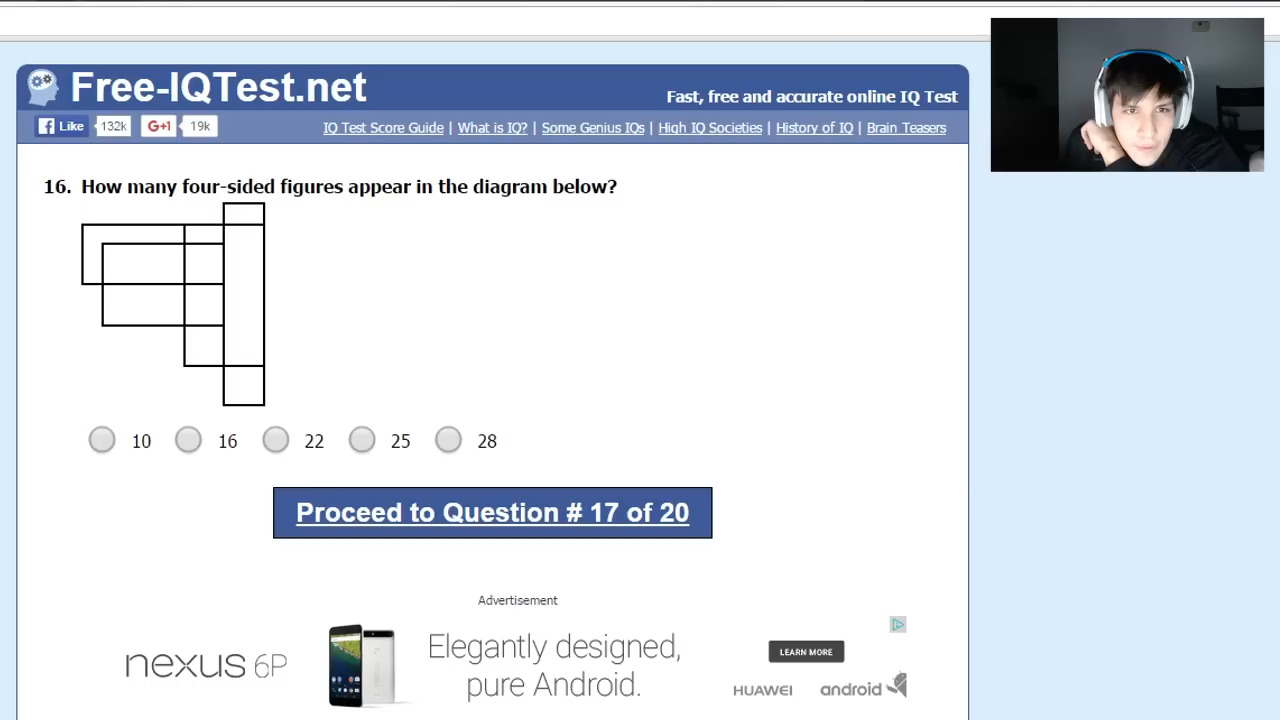 Free-IQTest.net
Fast, free and accurate online IQ Test
Like 132k G+1 19k
IQ Test Score Guide | What is IQ? | Some Genius IQs | High IQ Societies | History of IQ | Brain Teasers
16. How many four-sided figures appear in the diagram below?
10 16 22 25 28
Proceed to Question # 17 of 20
Advertisement
nexus 6P
Elegantly designed,
pure Android.
LEARN MORE
HUAWEI android